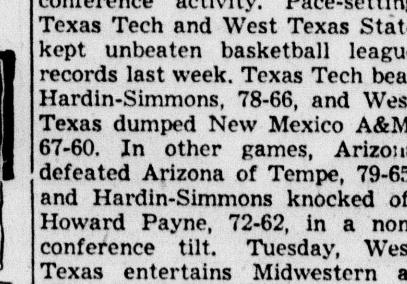 conference activity. Pace-setting
Texas Tech and West Texas Stat
kept unbeaten basketball leagu
records last week. Texas Tech bea
Hardin-Simmons, 78-66, and Wes
Texas dumped New Mexico A&M
67-60. In other games, Arizona
defeated Arizona of Tempe, 79-65
and Hardin-Simmons knocked of
Howard Payne, 72-62, in a non
conference tilt. Tuesday, Wes
Texas entertains Midwestern a